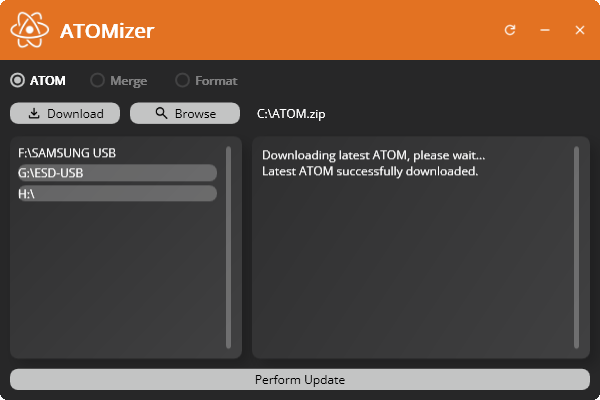 ATOMizer
ATOM Merge Format
Download Browse C:\ATOM.zip
F:\SAMSUNG USB
G:\ESD-USB
H:\
Downloading latest ATOM, please wait...
Latest ATOM successfully downloaded.
Perform Update